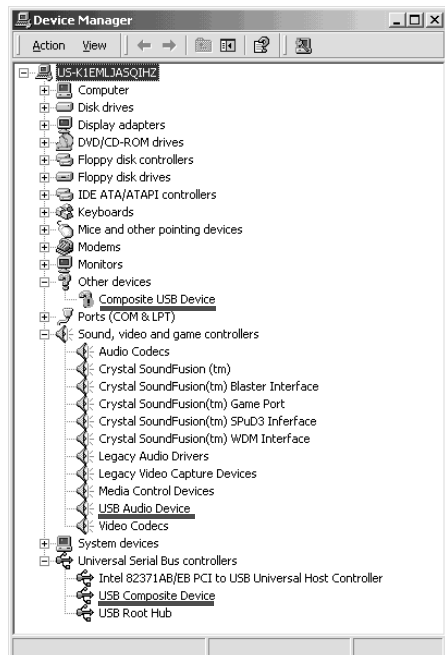 Device Manager
Action View
US-K1EMLJASQIHZ
Computer
Disk drives
Display adapters
DVD/CD-ROM drives
Floppy disk controllers
Floppy disk drives
IDE ATA/ATAPI controllers
Keyboards
Mice and other pointing devices
Modems
Monitors
Other devices
Composite USB Device
Ports (COM & LPT)
Sound, video and game controllers
Audio Codecs
Crystal SoundFusion (tm)
Crystal SoundFusion(tm) Blaster Interface
Crystal SoundFusion(tm) Game Port
Crystal SoundFusion(tm) SPuD3 Inferface
Crystal SoundFusion(tm) WDM Interface
Legacy Audio Drivers
Legacy Video Capture Devices
Media Control Devices
USB Audio Device
Video Codecs
System devices
Universal Serial Bus controllers
Intel 82371AB/EB PCI to USB Universal Host Controller
USB Composite Device
USB Root Hub